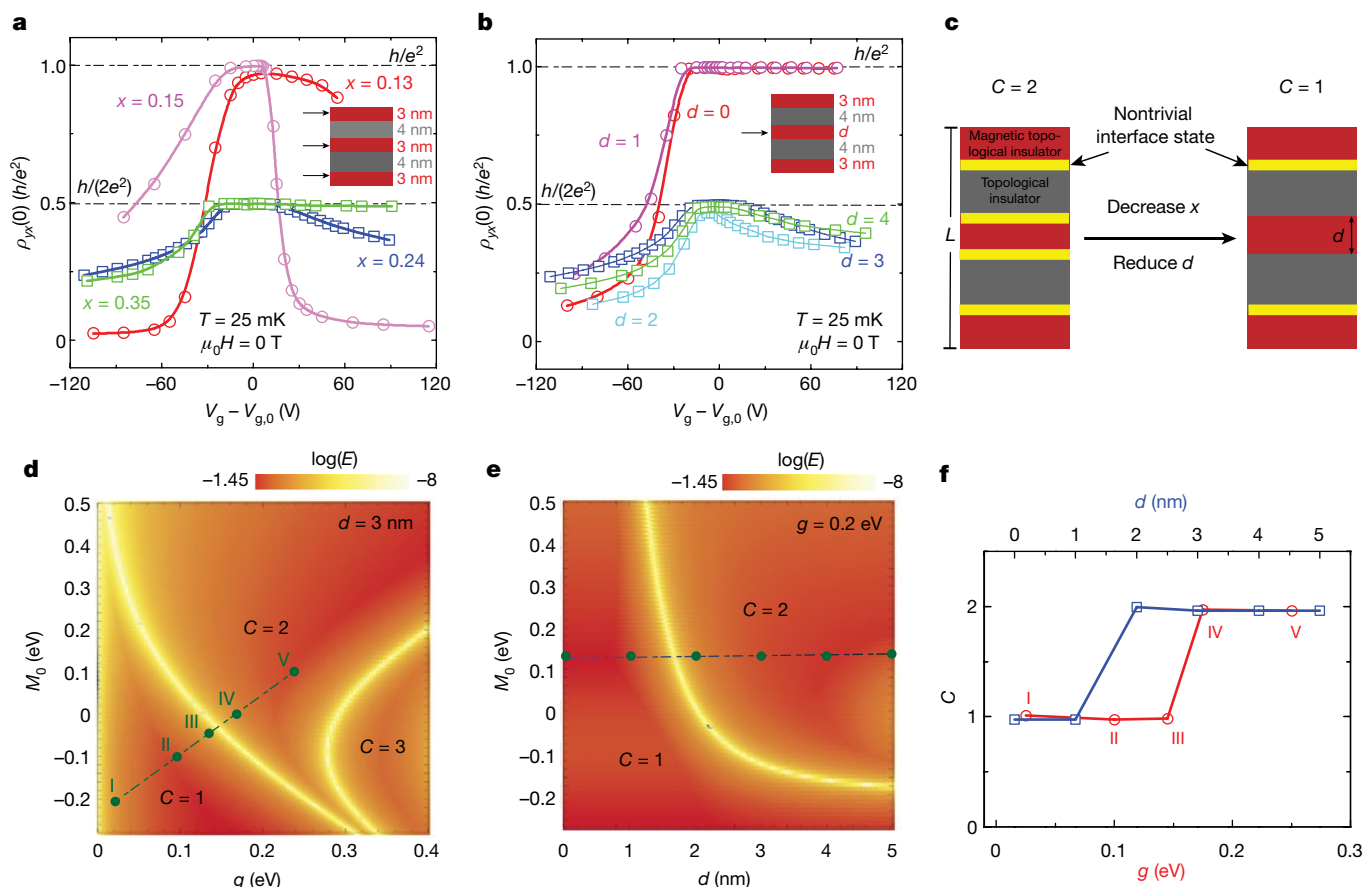 a
h/e²
1.0
x = 0.13
x = 0.15
3 nm
4 nm
3 nm
4 nm
3 nm
h/(2e²)
0.5
x = 0.24
x = 0.35
T = 25 mK
μ₀H = 0 T
0
ρyx(0) (h/e²)
−120 −60 0 60 120
Vg − Vg,0 (V)
b
h/e²
1.0
d = 0
d = 1
3 nm
4 nm
d
4 nm
3 nm
h/(2e²)
0.5
d = 4
d = 3
d = 2
T = 25 mK
μ₀H = 0 T
0
ρyx(0) (h/e²)
−120 −60 0 60 120
Vg − Vg,0 (V)
c
C = 2
C = 1
Nontrivial
interface state
Magnetic topo-
logical insulator
Topological
insulator
L
Decrease x
Reduce d
d
d
log(E)
−1.45 −8
d = 3 nm
0.5
0.4
0.3
0.2
0.1
0
−0.1
−0.2
M₀ (eV)
C = 2
V
IV
III
II
I
C = 3
C = 1
0 0.1 0.2 0.3 0.4
g (eV)
e
log(E)
−1.45 −8
g = 0.2 eV
0.5
0.4
0.3
0.2
0.1
0
−0.1
−0.2
M₀ (eV)
C = 2
C = 1
0 1 2 3 4 5
d (nm)
f
d (nm)
0 1 2 3 4 5
2
1
0
C
I
II
III
IV
V
0 0.1 0.2 0.3
g (eV)